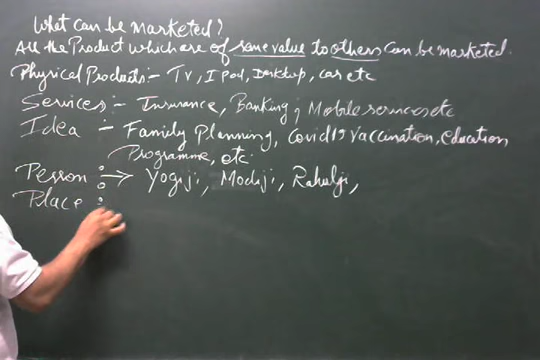 What can be marketed?
All the Product which are of some value to others can be marketed.
Physical Products :- TV, I Pod, Desktop, cars etc
Services :- Insurance, Banking, Mobile services etc
Idea :- Family Planning, Covid19 Vaccination, education
Programme, etc.
Person :→ Yogiji, Modiji, Rahulji,
Place :